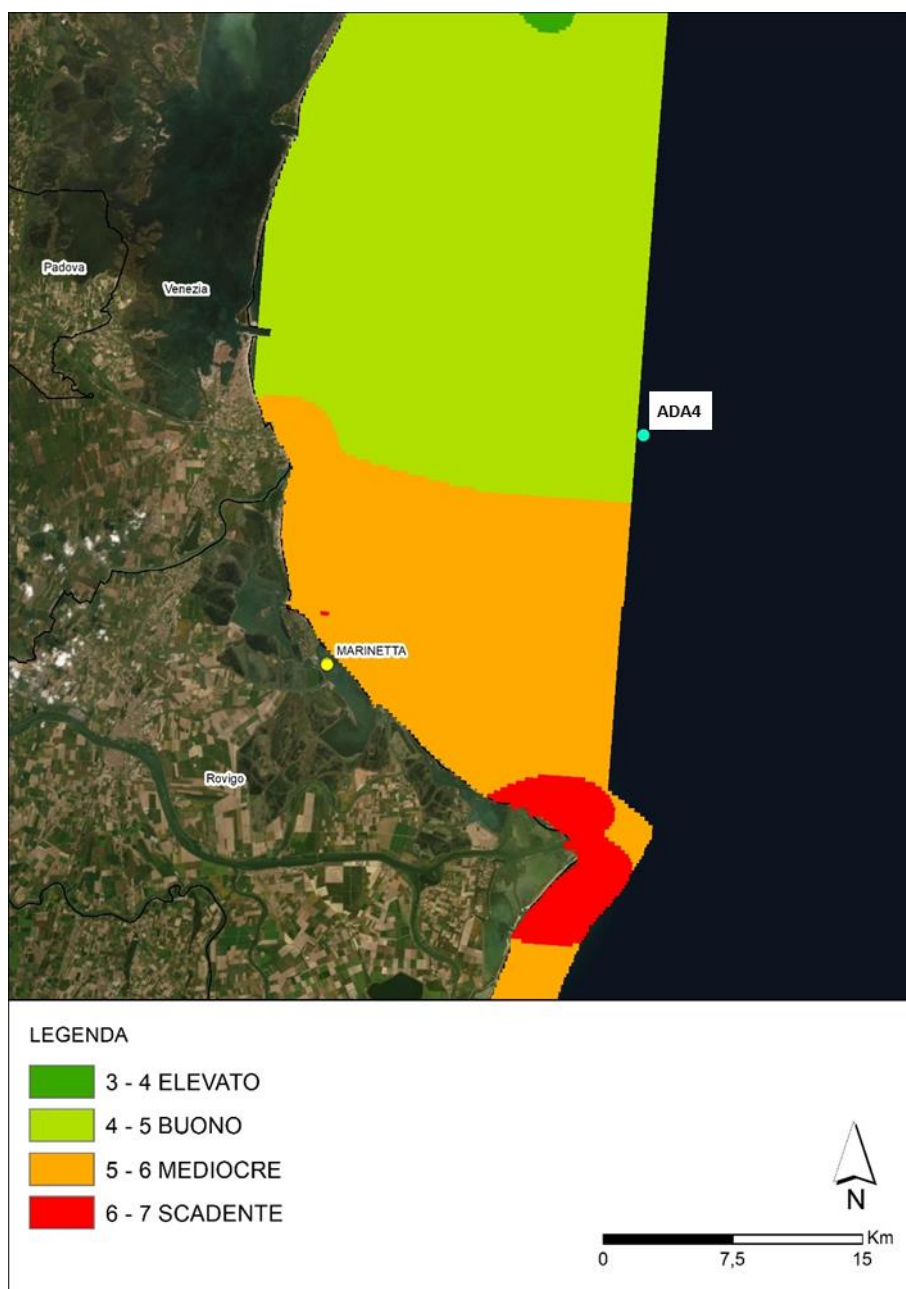 ADA4
Padova
Venezia
MARINETTA
Rovigo
LEGENDA
3 - 4 ELEVATO
4 - 5 BUONO
5 - 6 MEDIOCRE
6 - 7 SCADENTE
N
Km
0 7,5 15